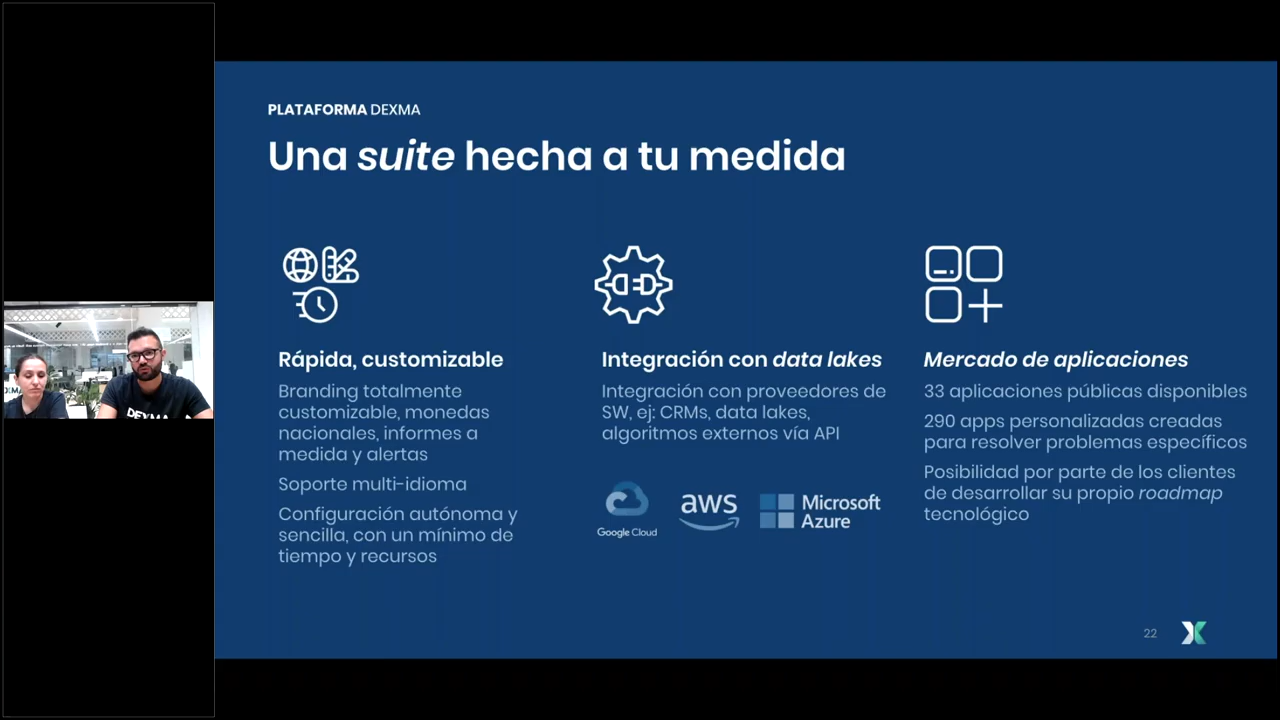 PLATAFORMA DEXMA
Una suite hecha a tu medida
Rápida, customizable
Branding totalmente
customizable, monedas
nacionales, informes a
medida y alertas
Soporte multi-idioma
Configuración autónoma y
sencilla, con un mínimo de
tiempo y recursos
Integración con data lakes
Integración con proveedores de
SW, ej: CRMs, data lakes,
algoritmos externos vía API
Google Cloud
aws
Microsoft
Azure
Mercado de aplicaciones
33 aplicaciones públicas disponibles
290 apps personalizadas creadas
para resolver problemas específicos
Posibilidad por parte de los clientes
de desarrollar su propio roadmap
tecnológico
22
DEXMA